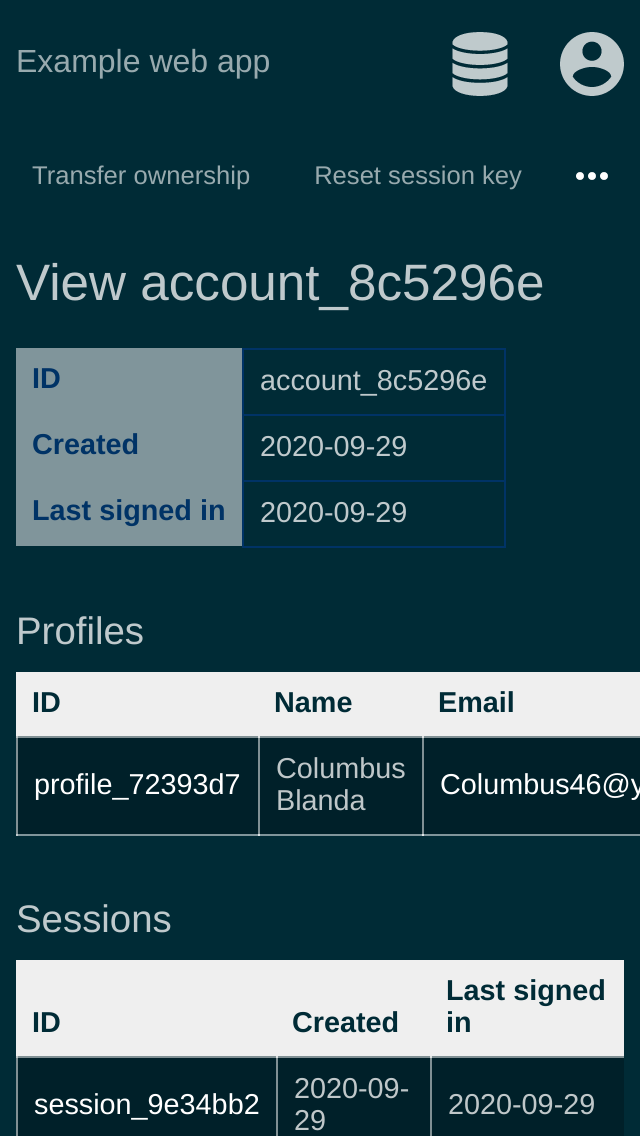 Example web app
Transfer ownership Reset session key
View account_8c5296e
ID account_8c5296e
Created 2020-09-29
Last signed in 2020-09-29
Profiles
ID Name Email
profile_72393d7 Columbus Blanda Columbus46@y
Sessions
ID Created Last signed in
session_9e34bb2 2020-09-29 2020-09-29